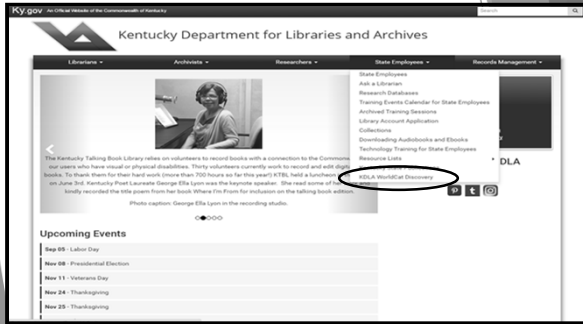 Ky.gov An Official Website of the Commonwealth of Kentucky
Search
Kentucky Department for Libraries and Archives
Librarians
Archivists
Researchers
State Employees
Records Management
State Employees
Ask a Librarian
Research Databases
Training Events Calendar for State Employees
Archived Training Sessions
Library Account Application
Collections
Downloading Audiobooks and Ebooks
Technology Training for State Employees
Resource Lists
KDLA WorldCat Discovery
DLA
The Kentucky Talking Book Library relies on volunteers to record books with a connection to the Commonw
our users who have visual or physical disabilities. Thirty volunteers currently work to record and edit digita
books. To thank them for their hard work (more than 700 hours so far this year!) KTBL held a luncheon
on June 3rd. Kentucky Poet Laureate George Ella Lyon was the keynote speaker. She read some of her
kindly recorded the title poem from her book Where I'm From for inclusion on the talking book edition.
Photo caption: George Ella Lyon in the recording studio.
Upcoming Events
Sep 05 - Labor Day
Nov 08 - Presidential Election
Nov 11 - Veterans Day
Nov 24 - Thanksgiving
Nov 25 - Thanksgiving